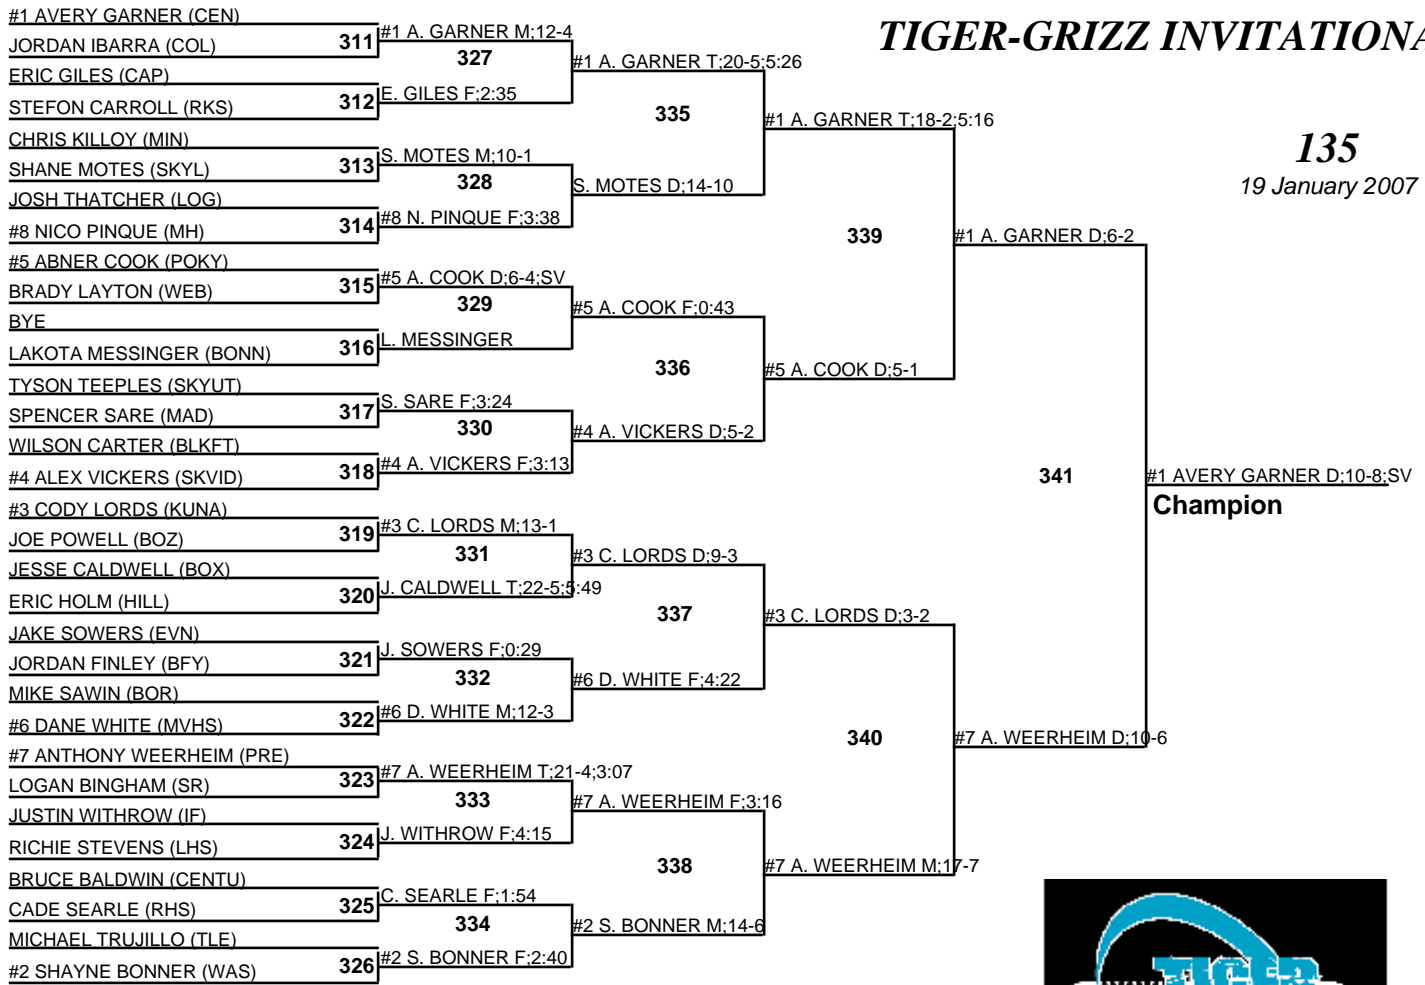 TIGER-GRIZZ INVITATIONA
135
19 January 2007
#1 AVERY GARNER (CEN)
JORDAN IBARRA (COL)
ERIC GILES (CAP)
STEFON CARROLL (RKS)
CHRIS KILLOY (MIN)
SHANE MOTES (SKYL)
JOSH THATCHER (LOG)
#8 NICO PINQUE (MH)
#5 ABNER COOK (POKY)
BRADY LAYTON (WEB)
BYE
LAKOTA MESSINGER (BONN)
TYSON TEEPLES (SKYUT)
SPENCER SARE (MAD)
WILSON CARTER (BLKFT)
#4 ALEX VICKERS (SKVID)
#3 CODY LORDS (KUNA)
JOE POWELL (BOZ)
JESSE CALDWELL (BOX)
ERIC HOLM (HILL)
JAKE SOWERS (EVN)
JORDAN FINLEY (BFY)
MIKE SAWIN (BOR)
#6 DANE WHITE (MVHS)
#7 ANTHONY WEERHEIM (PRE)
LOGAN BINGHAM (SR)
JUSTIN WITHROW (IF)
RICHIE STEVENS (LHS)
BRUCE BALDWIN (CENTU)
CADE SEARLE (RHS)
MICHAEL TRUJILLO (TLE)
#2 SHAYNE BONNER (WAS)
311
312
313
314
315
316
317
318
319
320
321
322
323
324
325
326
#1 A. GARNER M;12-4
327
E. GILES F;2:35
S. MOTES M;10-1
328
#8 N. PINQUE F;3:38
#5 A. COOK D;6-4;SV
329
L. MESSINGER
S. SARE F;3:24
330
#4 A. VICKERS F;3:13
#3 C. LORDS M;13-1
331
J. CALDWELL T;22-5;5:49
J. SOWERS F;0:29
332
#6 D. WHITE M;12-3
#7 A. WEERHEIM T;21-4;3:07
333
J. WITHROW F;4:15
C. SEARLE F;1:54
334
#2 S. BONNER F;2:40
#1 A. GARNER T;20-5;5:26
335
S. MOTES D;14-10
#5 A. COOK F;0:43
336
#4 A. VICKERS D;5-2
#3 C. LORDS D;9-3
337
#6 D. WHITE F;4:22
#7 A. WEERHEIM F;3:16
338
#2 S. BONNER M;14-6
#1 A. GARNER T;18-2;5:16
339
#5 A. COOK D;5-1
#3 C. LORDS D;3-2
340
#7 A. WEERHEIM M;17-7
#1 A. GARNER D;6-2
341
#7 A. WEERHEIM D;10-6
#1 AVERY GARNER D;10-8;SV
Champion
TIGER